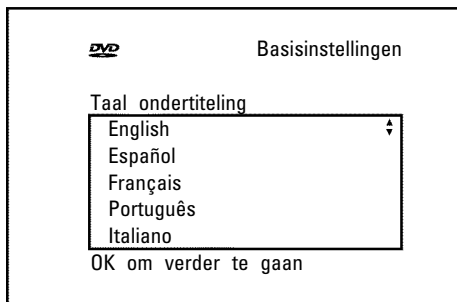 DVD Basisinstellingen
Taal ondertiteling
English
Español
Français
Português
Italiano
OK om verder te gaan